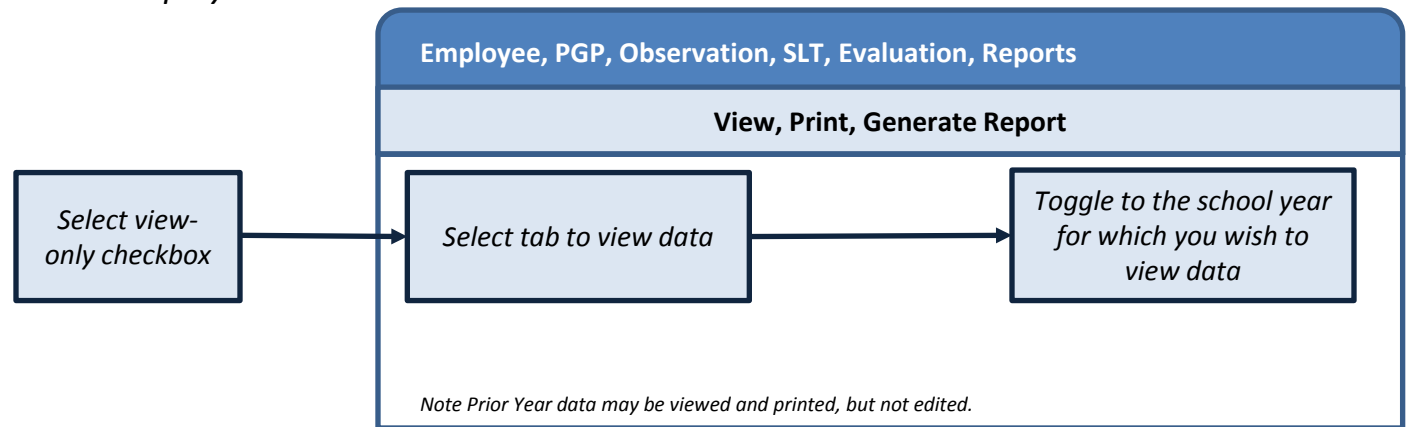 Employee, PGP, Observation, SLT, Evaluation, Reports
View, Print, Generate Report
Select view-
only checkbox
Select tab to view data
Toggle to the school year
for which you wish to
view data
Note Prior Year data may be viewed and printed, but not edited.